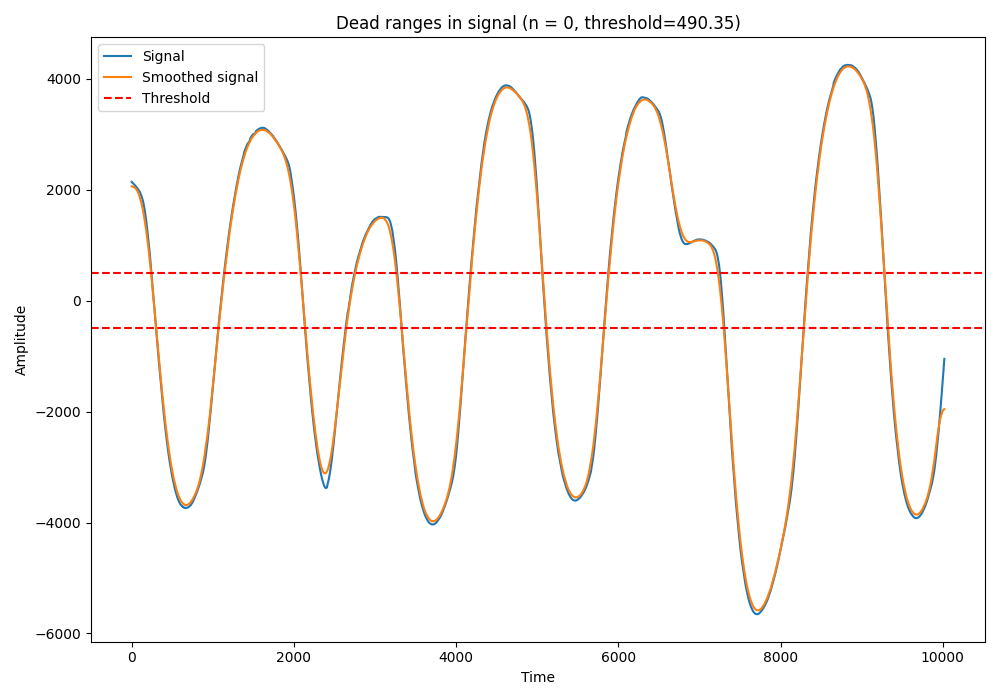 Dead ranges in signal (n = 0, threshold=490.35)
Signal
Smoothed signal
Threshold
4000
2000
0
−2000
−4000
−6000
Amplitude
0 2000 4000 6000 8000 10000
Time